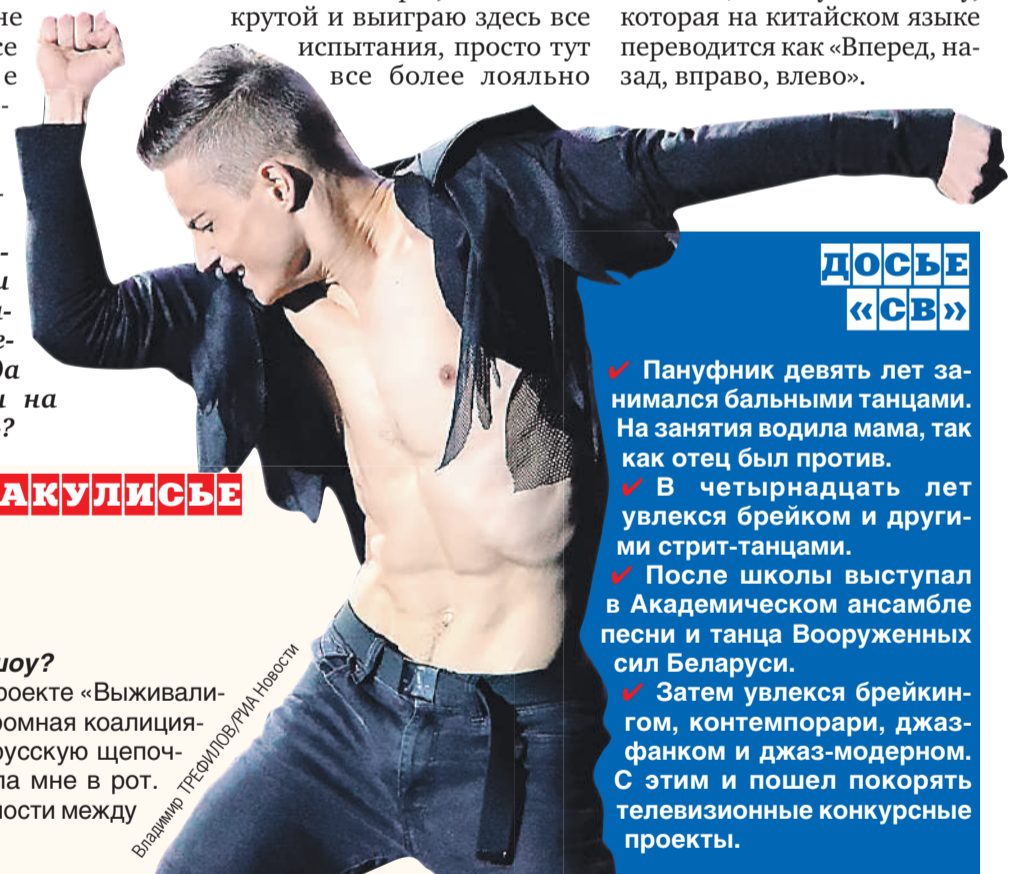 не
се
е
крутой и выиграю здесь все
испытания, просто тут
все более лояльно
которая на китайском языке
переводится как «Вперед, на-
зад, вправо, влево».
и на
?
АКУЛИСЬЕ
шоу?
роекте «Выживали-
ромная коалиция-
русскую щепоч-
ла мне в рот.
ности между
Владимир ТРЕФИЛОВ/РИА Новости
ДОСЬЕ
«СВ»
✔ Пануфник девять лет за-
нимался бальными танцами.
На занятия водила мама, так
как отец был против.
✔ В четырнадцать лет
увлекся брейком и други-
ми стрит-танцами.
✔ После школы выступал
в Академическом ансамбле
песни и танца Вооруженных
сил Беларуси.
✔ Затем увлекся брейкин-
гом, контемпорари, джаз-
фанком и джаз-модерном.
С этим и пошел покорять
телевизионные конкурсные
проекты.